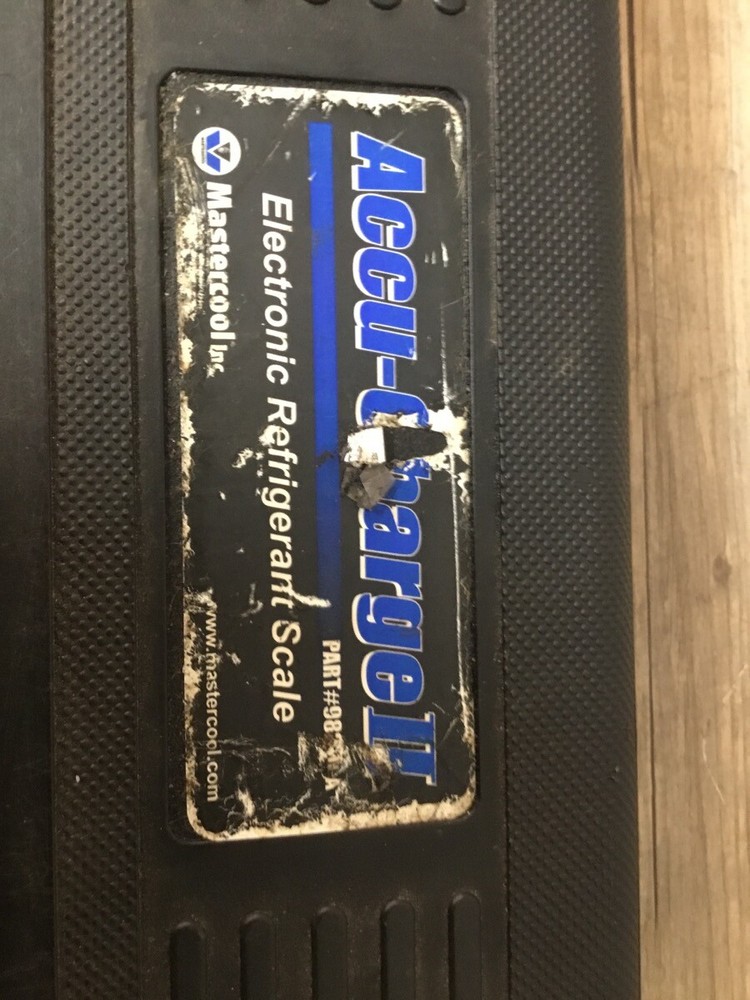 Accu-Charge II
PART#98
Electronic Refrigerant Scale
Mastercool Inc.
www.mastercool.com